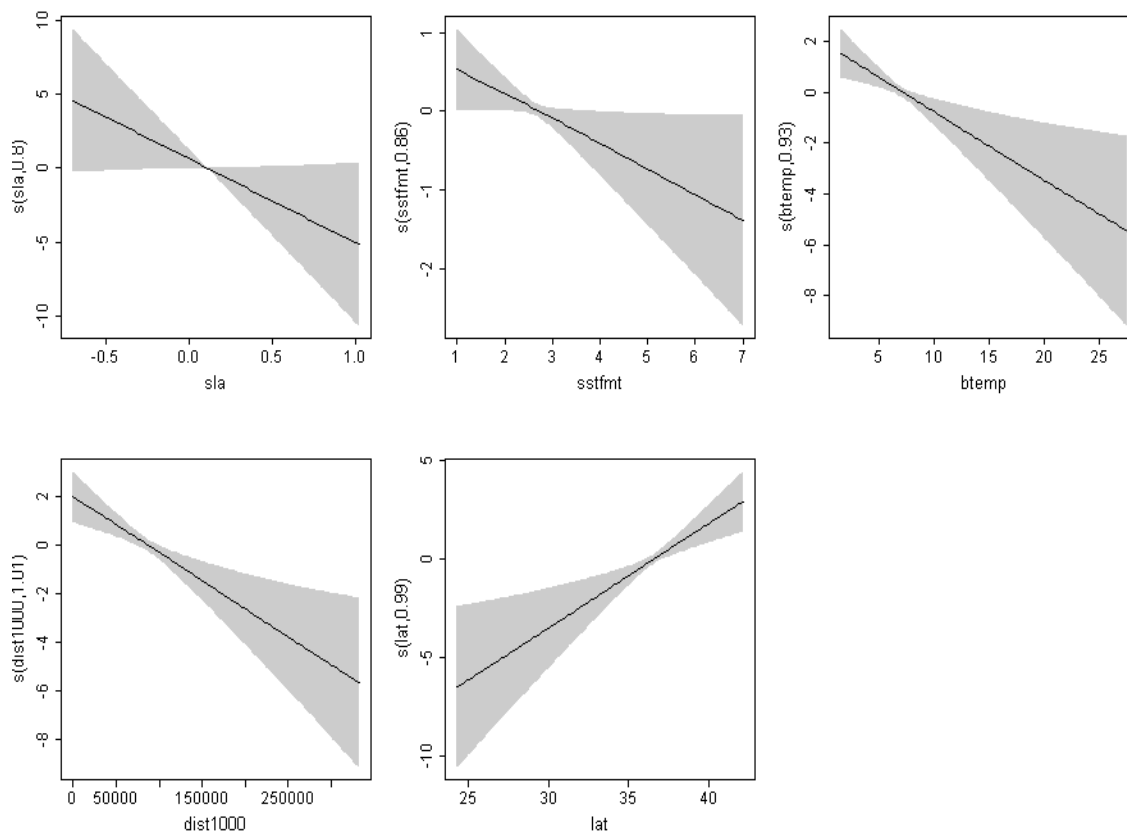 10
5
0
-5
-10
s(sla,0.8)
-0.5 0.0 0.5 1.0
sla
1
0
-1
-2
s(sstfmt,0.86)
1 2 3 4 5 6 7
sstfmt
2
0
-2
-4
-6
-8
s(btemp,0.93)
5 10 15 20 25
btemp
2
0
-2
-4
-6
-8
s(dist1000,1.01)
0 50000 150000 250000
dist1000
5
0
-5
-10
s(lat,0.99)
25 30 35 40
lat